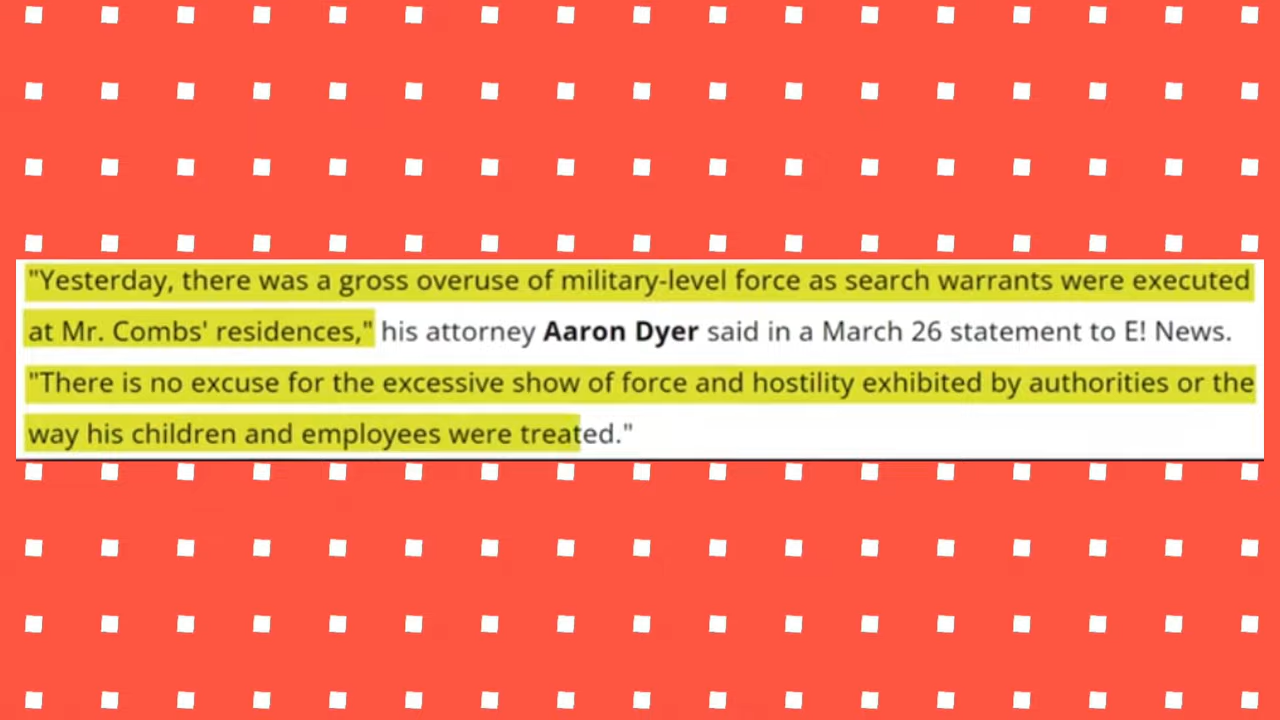 "Yesterday, there was a gross overuse of military-level force as search warrants were executed
at Mr. Combs' residences," his attorney Aaron Dyer said in a March 26 statement to E! News.
"There is no excuse for the excessive show of force and hostility exhibited by authorities or the
way his children and employees were treated."